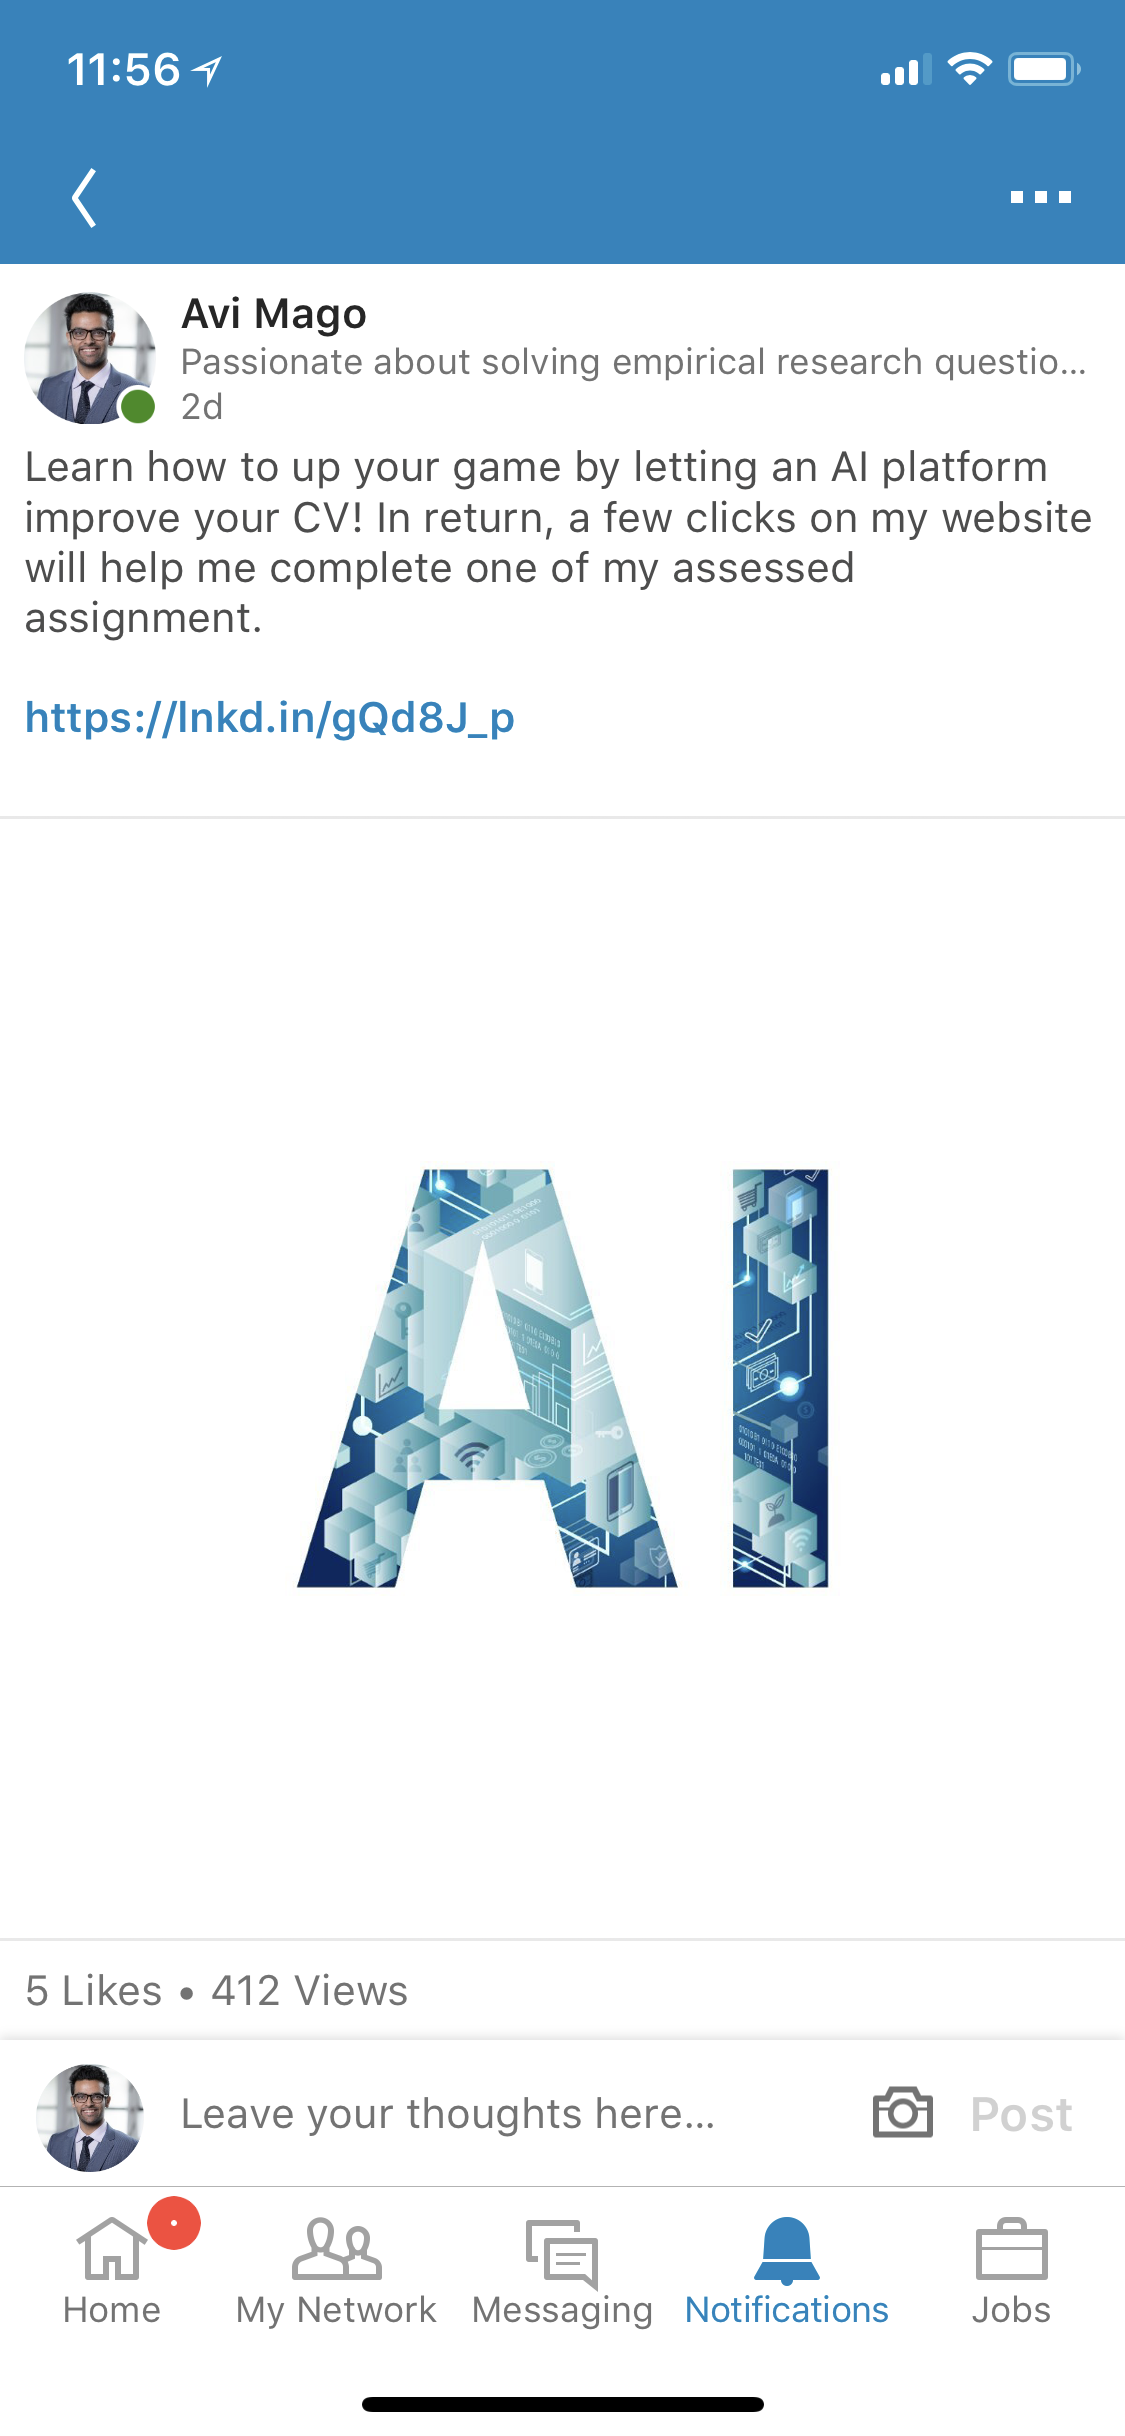 11:56
Avi Mago
Passionate about solving empirical research questio...
2d
Learn how to up your game by letting an AI platform
improve your CV! In return, a few clicks on my website
will help me complete one of my assessed
assignment.
https://lnkd.in/gQd8J_p
AI
5 Likes • 412 Views
Leave your thoughts here...
Post
Home
My Network
Messaging
Notifications
Jobs